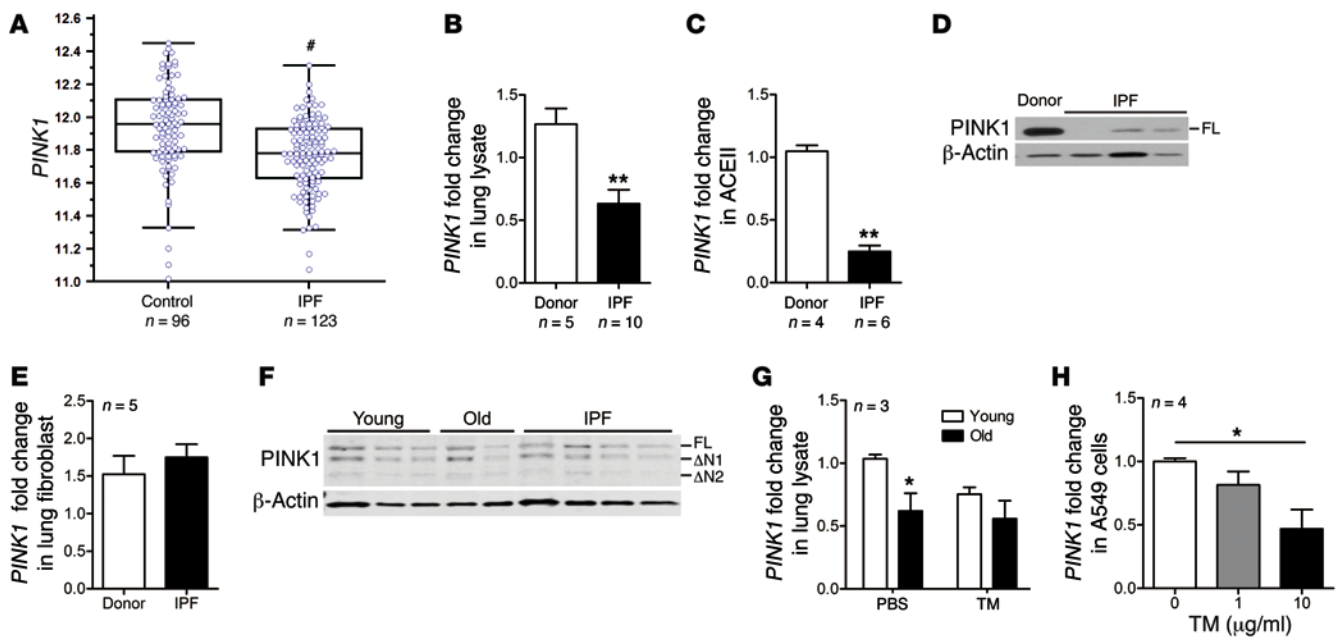 A
PINK1
12.6
12.4
12.2
12.0
11.8
11.6
11.4
11.2
11.0
#
Control
n = 96
IPF
n = 123
B
PINK1 fold change
in lung lysate
1.5
1.0
0.5
0.0
**
Donor
n = 5
IPF
n = 10
C
PINK1 fold change
in ACEII
1.5
1.0
0.5
0.0
**
Donor
n = 4
IPF
n = 6
D
Donor
IPF
PINK1
FL
β-Actin
E
PINK1 fold change
in lung fibroblast
2.5
2.0
1.5
1.0
0.5
0.0
n = 5
Donor
IPF
F
Young
Old
IPF
PINK1
FL
ΔN1
ΔN2
β-Actin
G
PINK1 fold change
in lung lysate
1.5
1.0
0.5
0.0
n = 3
Young
Old
*
PBS
TM
H
PINK1 fold change
in A549 cells
1.5
1.0
0.5
0.0
n = 4
*
0
1
10
TM (μg/ml)